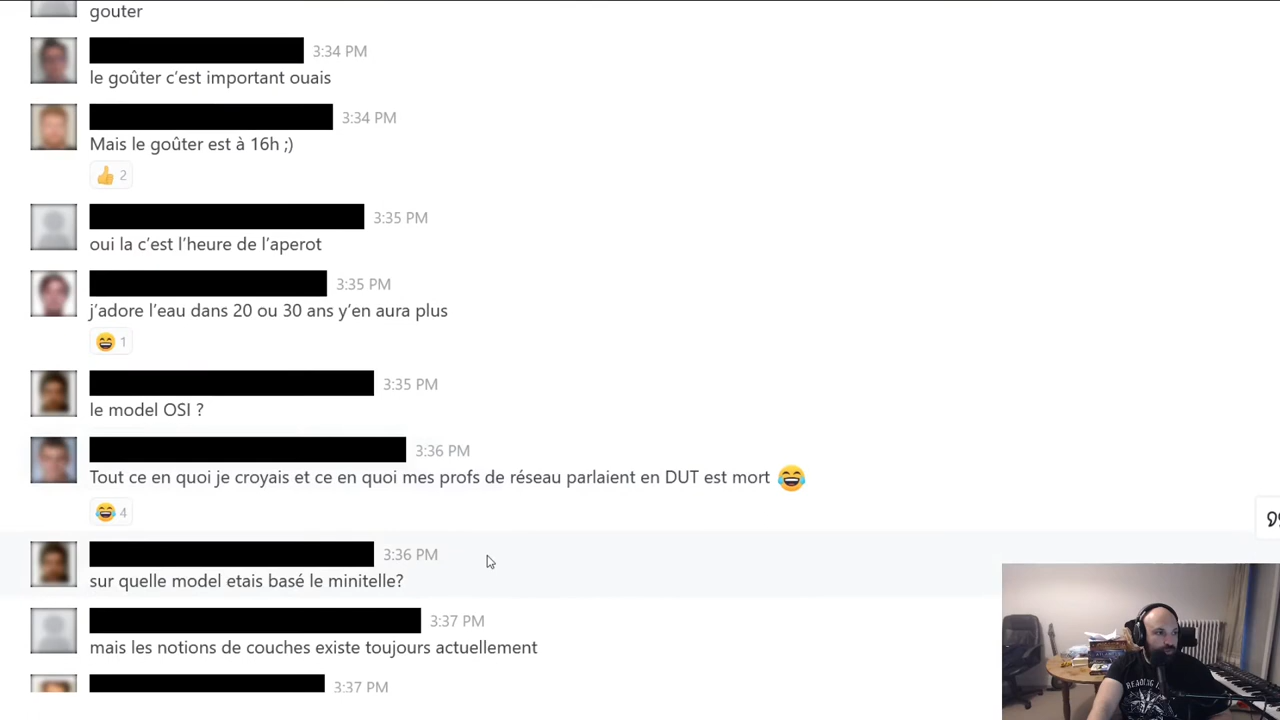 gouter
3:34 PM
le goûter c’est important ouais
3:34 PM
Mais le goûter est à 16h ;)
👍 2
3:35 PM
oui la c’est l’heure de l’aperot
3:35 PM
j’adore l’eau dans 20 ou 30 ans y’en aura plus
😄 1
3:35 PM
le model OSI ?
3:36 PM
Tout ce en quoi je croyais et ce en quoi mes profs de réseau parlaient en DUT est mort 😂
😂 4
3:36 PM
sur quelle model etais basé le minitelle?
3:37 PM
mais les notions de couches existe toujours actuellement
3:37 PM